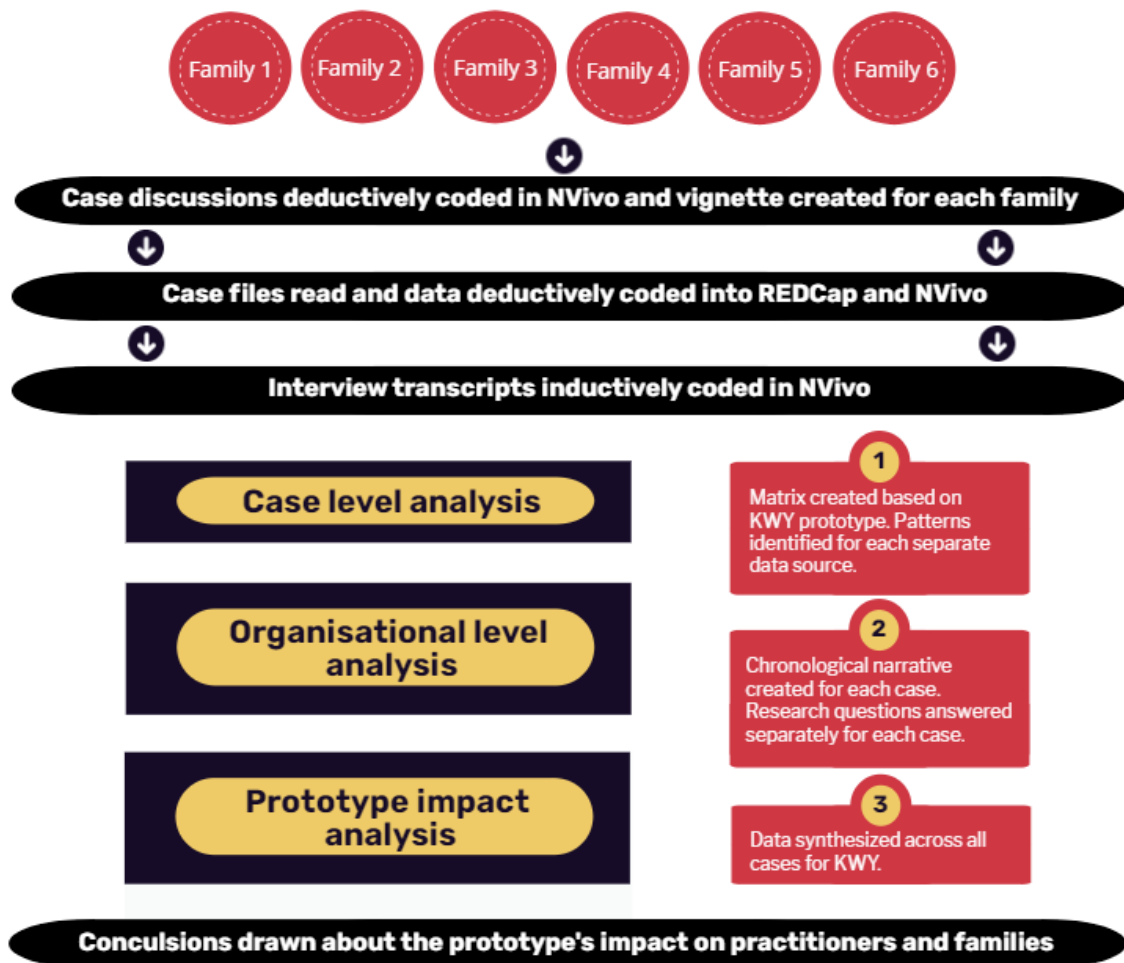 Family 1
Family 2
Family 3
Family 4
Family 5
Family 6
Case discussions deductively coded in NVivo and vignette created for each family
Case files read and data deductively coded into REDCap and NVivo
Interview transcripts inductively coded in NVivo
Case level analysis
Organisational level
analysis
Prototype impact
analysis
1
Matrix created based on
KWY prototype. Patterns
identified for each separate
data source.
2
Chronological narrative
created for each case.
Research questions answered
separately for each case.
3
Data synthesized across all
cases for KWY.
Conculsions drawn about the prototype's impact on practitioners and families